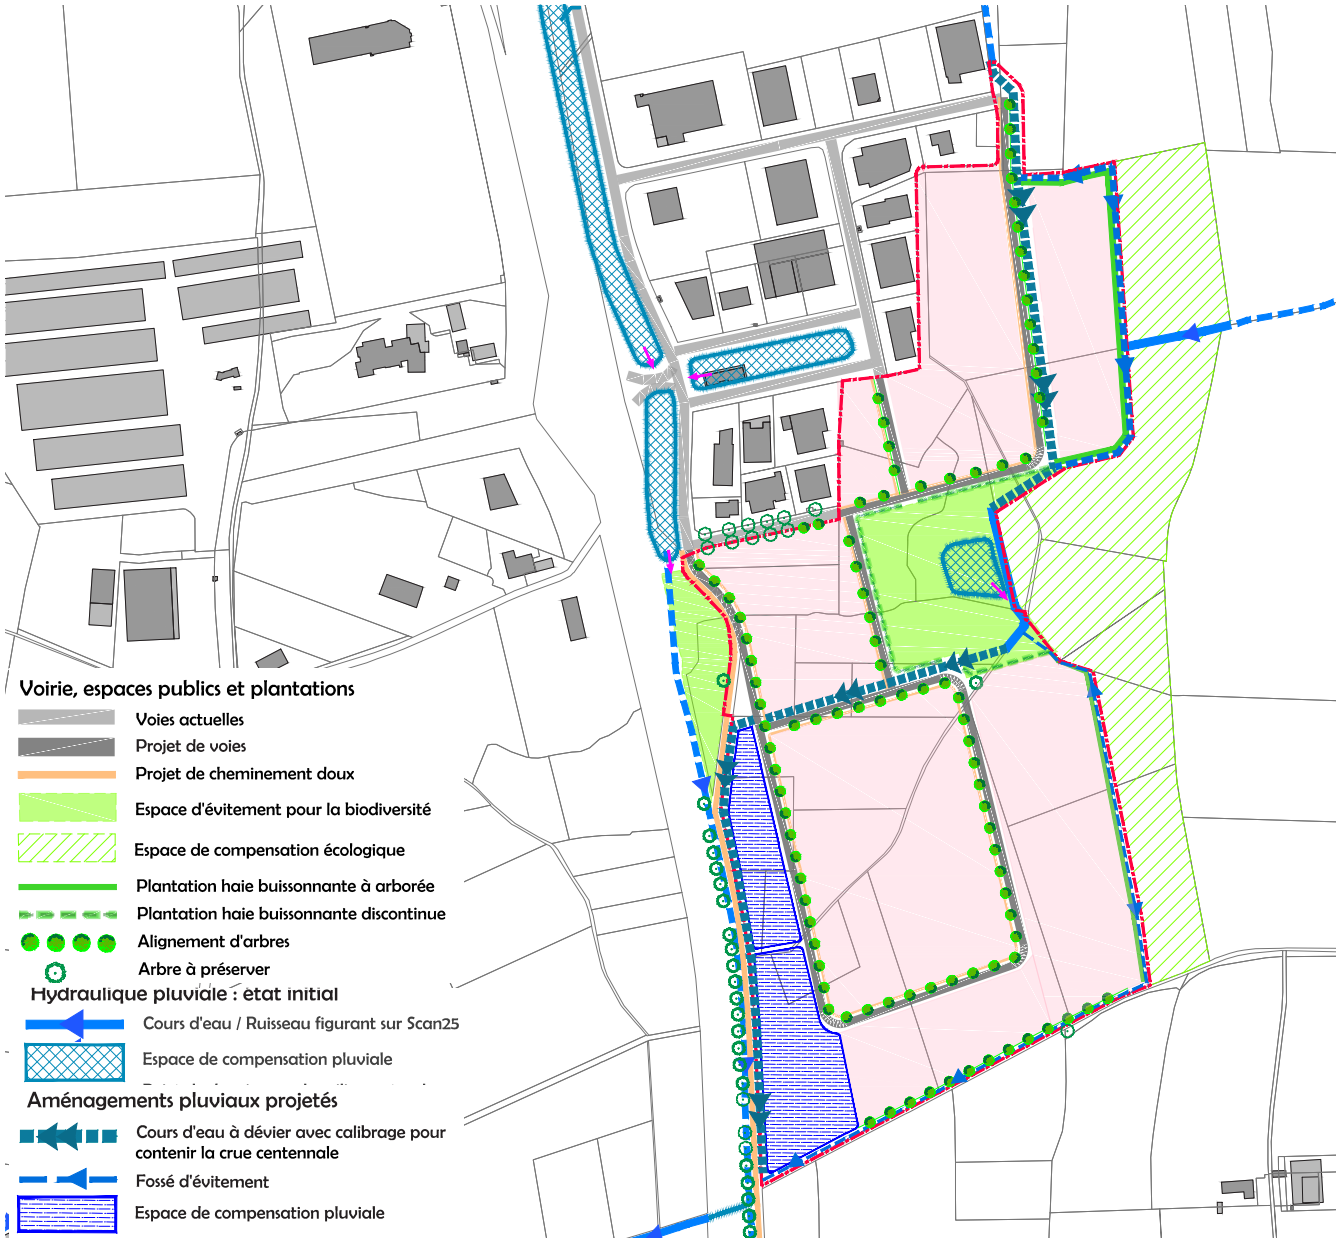 Voirie, espaces publics et plantations
Voies actuelles
Projet de voies
Projet de cheminement doux
Espace d'évitement pour la biodiversité
Espace de compensation écologique
Plantation haie buissonnante à arborée
Plantation haie buissonnante discontinue
Alignement d'arbres
Arbre à préserver
Hydraulique pluviale : état initial
Cours d'eau / Ruisseau figurant sur Scan25
Espace de compensation pluviale
Aménagements pluviaux projetés
Cours d'eau à dévier avec calibrage pour
contenir la crue centennale
Fossé d'évitement
Espace de compensation pluviale